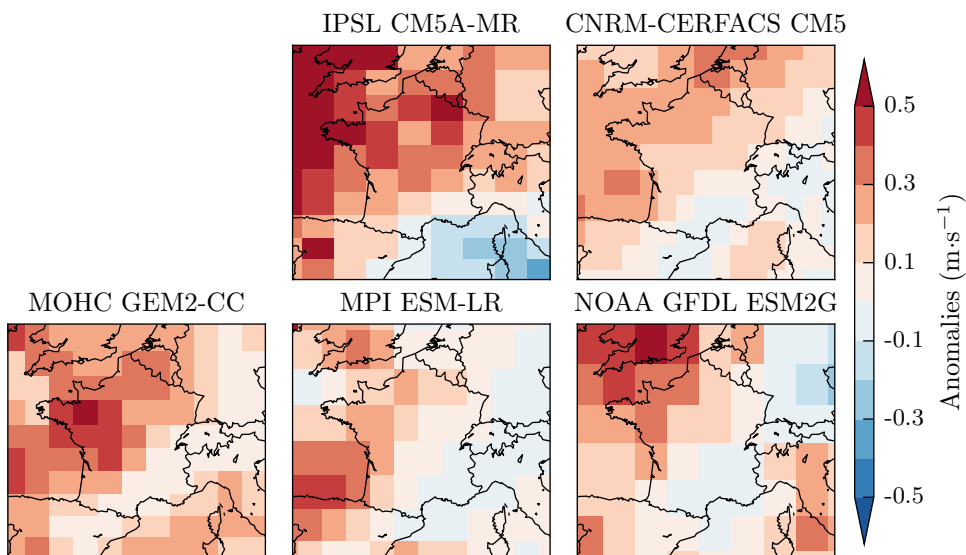 IPSL CM5A-MR
CNRM-CERFACS CM5
MOHC GEM2-CC
MPI ESM-LR
NOAA GFDL ESM2G
0.5
0.3
0.1
-0.1
-0.3
-0.5
Anomalies (m·s⁻¹)